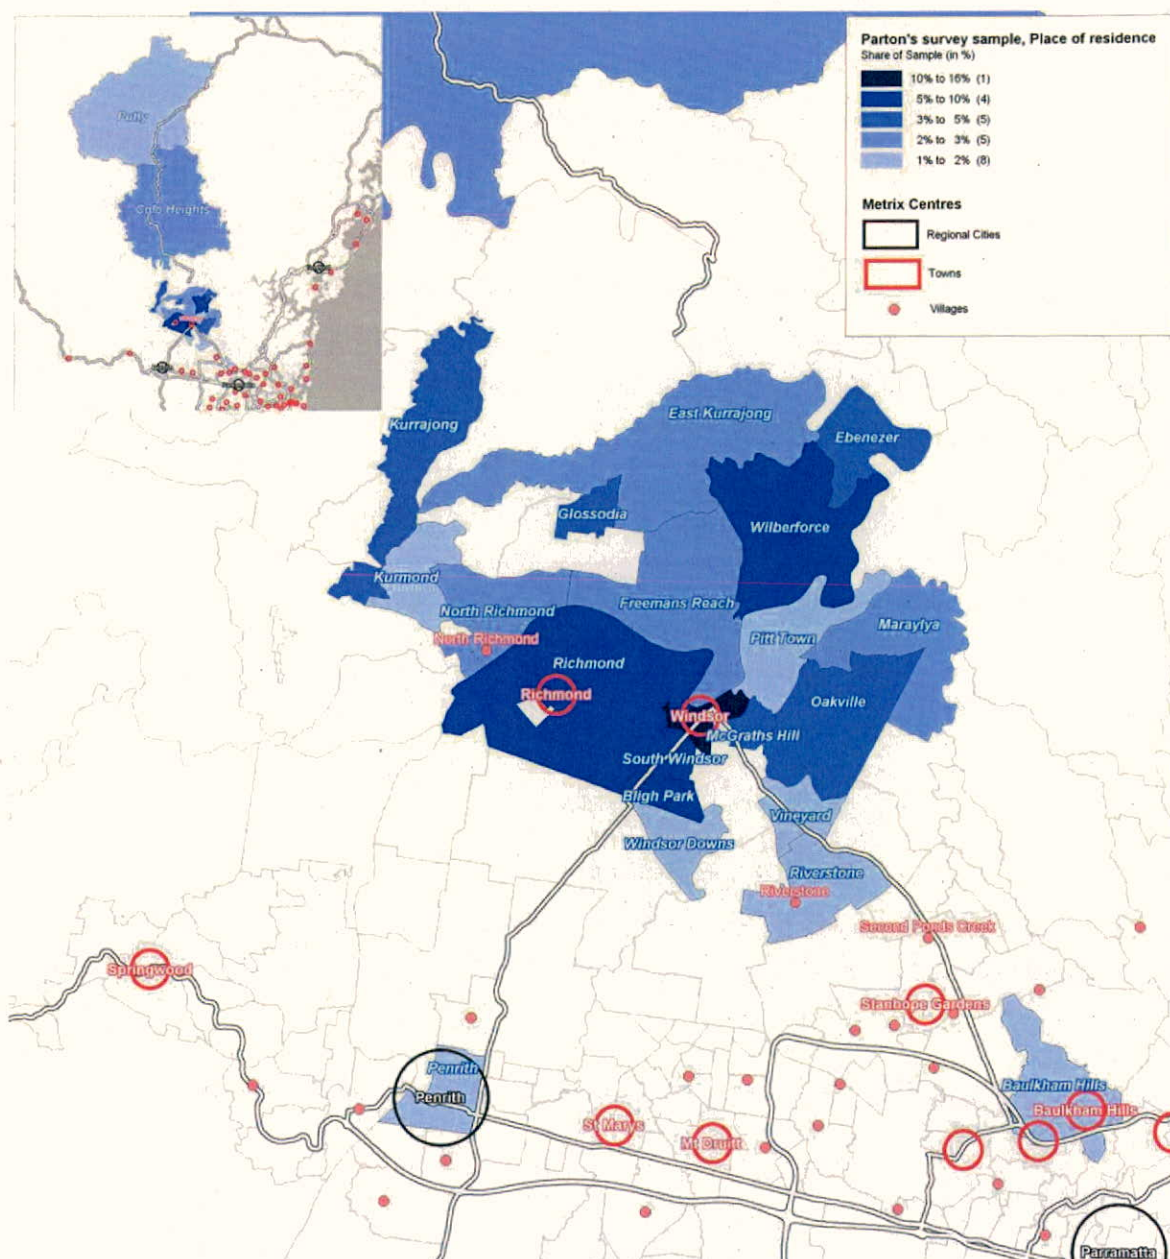 Parton's survey sample, Place of residence
Share of Sample (in %)
10% to 16% (1)
5% to 10% (4)
3% to 5% (5)
2% to 3% (5)
1% to 2% (8)
Metrix Centres
Regional Cities
Towns
Villages
Putty
Colo Heights
Kurrajong
East Kurrajong
Ebenezer
Glossodia
Wilberforce
Kurmond
North Richmond
Freemans Reach
Pitt Town
Maraylya
North Richmond
Richmond
Richmond
Oakville
Windsor
McGraths Hill
South Windsor
Bligh Park
Vineyard
Windsor Downs
Riverstone
Riverstone
Second Ponds Creek
Springwood
Stanhope Gardens
Penrith
Penrith
Baulkham Hills
Baulkham Hills
St Marys
Mt Druitt
Parramatta